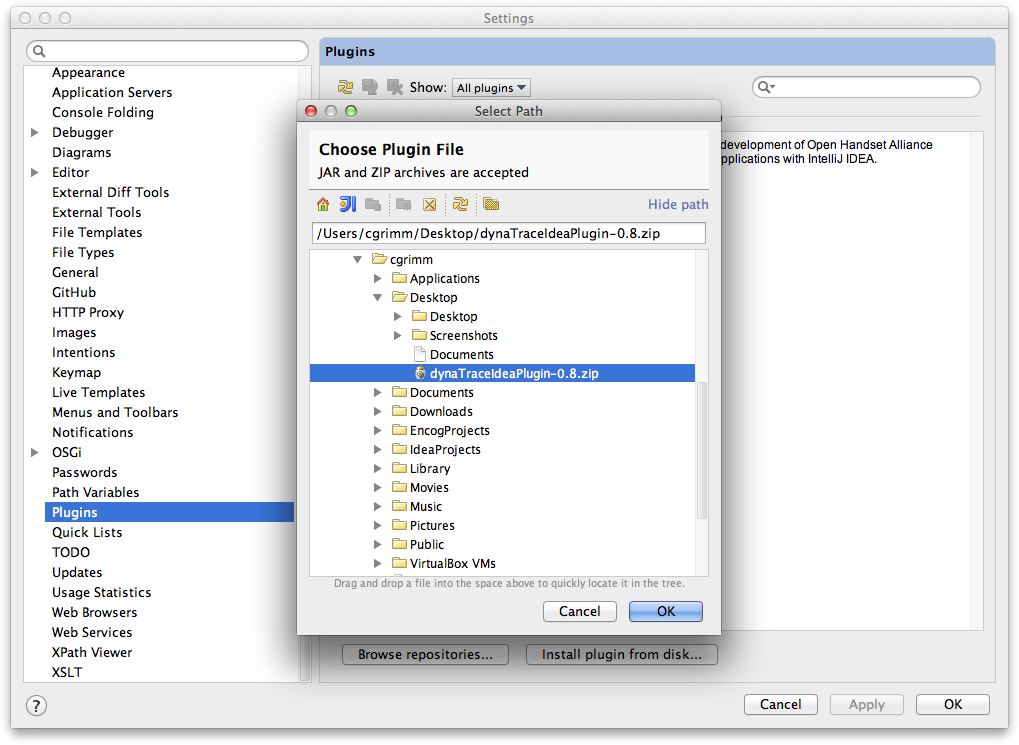 Settings
Plugins
Appearance
Application Servers
Console Folding
Debugger
Diagrams
Editor
External Diff Tools
External Tools
File Templates
File Types
General
GitHub
HTTP Proxy
Images
Intentions
Keymap
Live Templates
Menus and Toolbars
Notifications
OSGi
Passwords
Path Variables
Plugins
Quick Lists
TODO
Updates
Usage Statistics
Web Browsers
Web Services
XPath Viewer
XSLT
Show: All plugins
development of Open Handset Alliance
pplications with IntelliJ IDEA.
Select Path
Choose Plugin File
JAR and ZIP archives are accepted
Hide path
/Users/cgrimm/Desktop/dynaTraceIdeaPlugin-0.8.zip
cgrimm
Applications
Desktop
Desktop
Screenshots
Documents
dynaTraceIdeaPlugin-0.8.zip
Documents
Downloads
EncogProjects
IdeaProjects
Library
Movies
Music
Pictures
Public
VirtualBox VMs
Drag and drop a file into the space above to quickly locate it in the tree.
Cancel OK
Browse repositories... Install plugin from disk...
? Cancel Apply OK